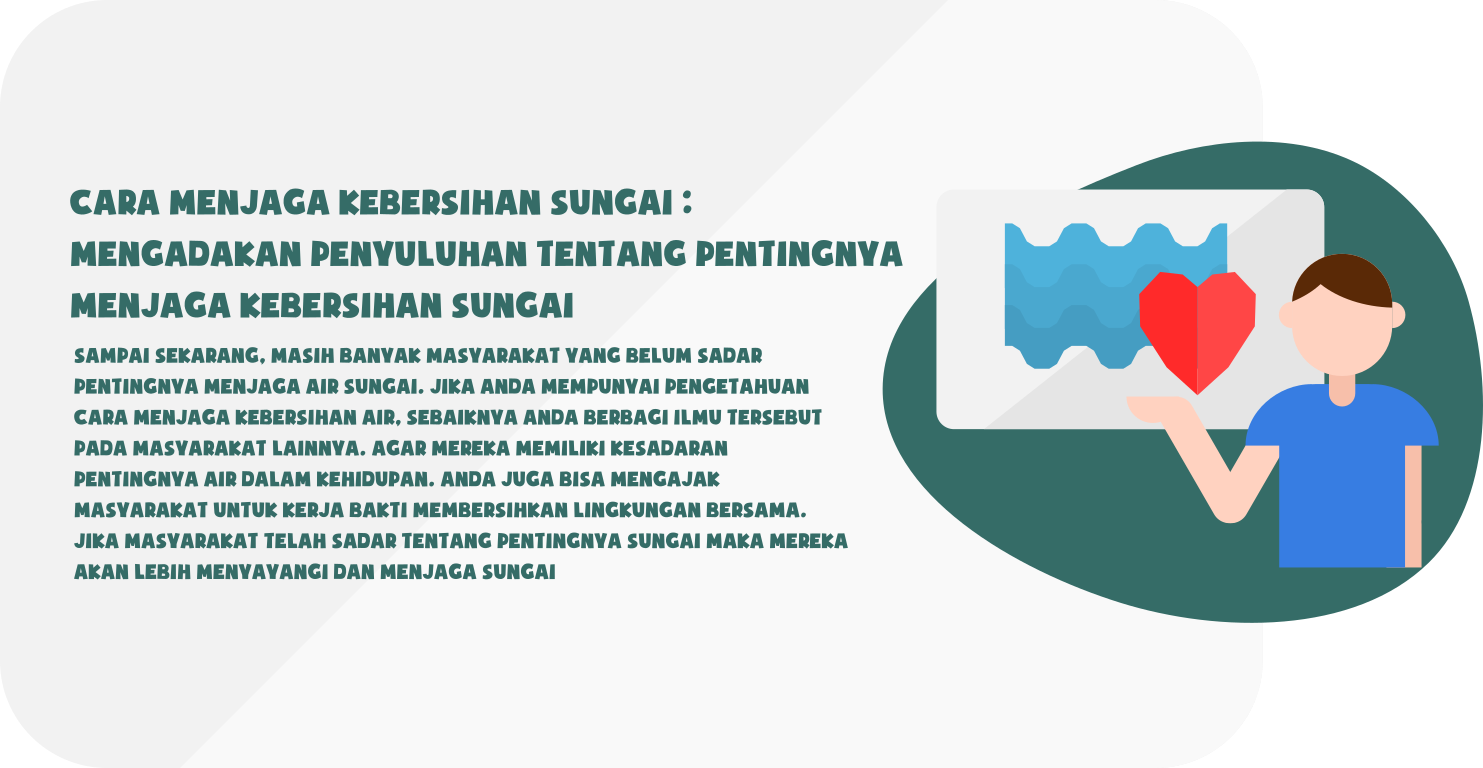 CARA MENJAGA KEBERSIHAN SUNGAI :
MENGADAKAN PENYULUHAN TENTANG PENTINGNYA
MENJAGA KEBERSIHAN SUNGAI
SAMPAI SEKARANG, MASIH BANYAK MASYARAKAT YANG BELUM SADAR
PENTINGNYA MENJAGA AIR SUNGAI. JIKA ANDA MEMPUNYAI PENGETAHUAN
CARA MENJAGA KEBERSIHAN AIR, SEBAIKNYA ANDA BERBAGI ILMU TERSEBUT
PADA MASYARAKAT LAINNYA. AGAR MEREKA MEMILIKI KESADARAN
PENTINGNYA AIR DALAM KEHIDUPAN. ANDA JUGA BISA MENGAJAK
MASYARAKAT UNTUK KERJA BAKTI MEMBERSIHKAN LINGKUNGAN BERSAMA.
JIKA MASYARAKAT TELAH SADAR TENTANG PENTINGNYA SUNGAI MAKA MEREKA
AKAN LEBIH MENYAYANGI DAN MENJAGA SUNGAI